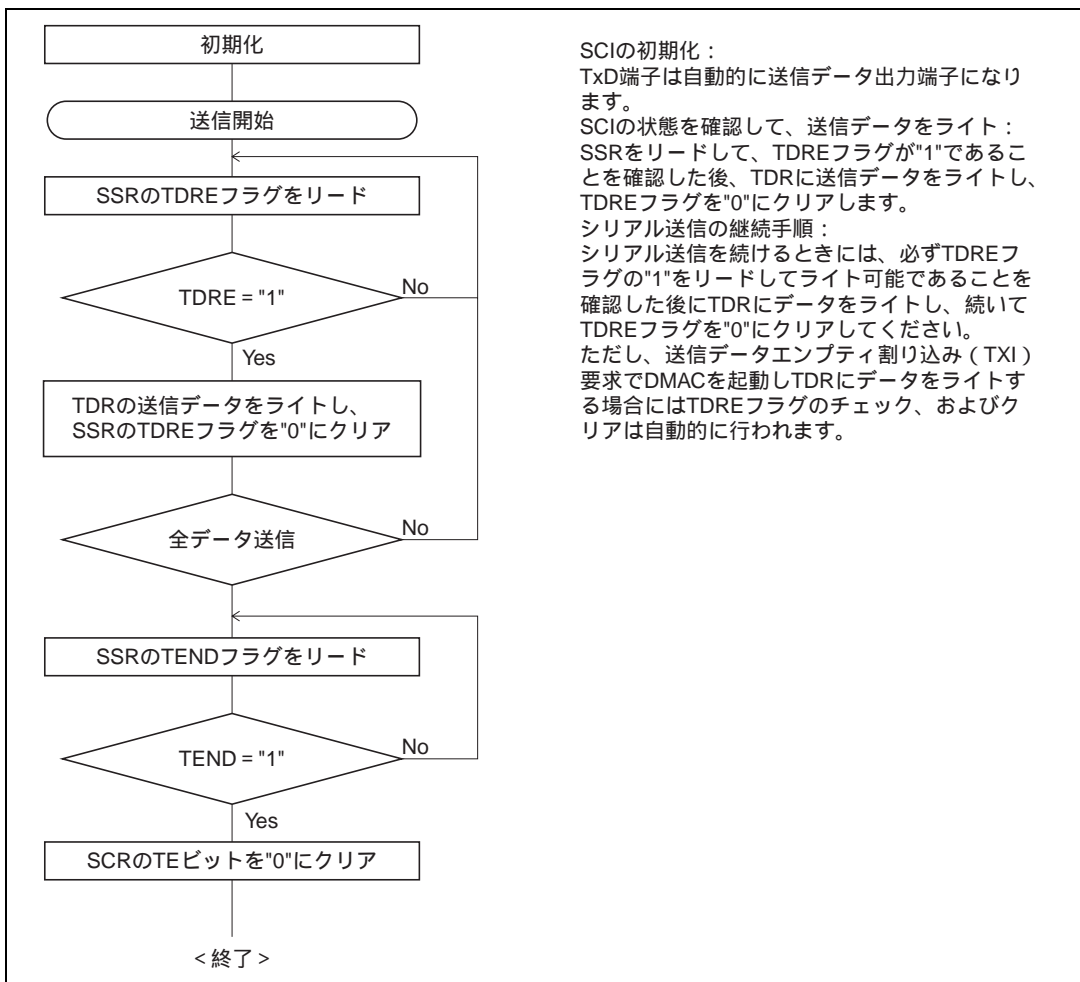 初期化
送信開始
SSRのTDREフラグをリード
TDRE = "1"
No
Yes
TDRの送信データをライトし、
SSRのTDREフラグを"0"にクリア
全データ送信
No
SSRのTENDフラグをリード
TEND = "1"
No
Yes
SCRのTEビットを"0"にクリア
<終了>
SCIの初期化：
TxD端子は自動的に送信データ出力端子になり
ます。
SCIの状態を確認して、送信データをライト：
SSRをリードして、TDREフラグが"1"であるこ
とを確認した後、TDRに送信データをライトし、
TDREフラグを"0"にクリアします。
シリアル送信の継続手順：
シリアル送信を続けるときには、必ずTDREフ
ラグの"1"をリードしてライト可能であることを
確認した後にTDRにデータをライトし、続いて
TDREフラグを"0"にクリアしてください。
ただし、送信データエンプティ割り込み（TXI）
要求でDMACを起動しTDRにデータをライトす
る場合にはTDREフラグのチェック、およびク
リアは自動的に行われます。